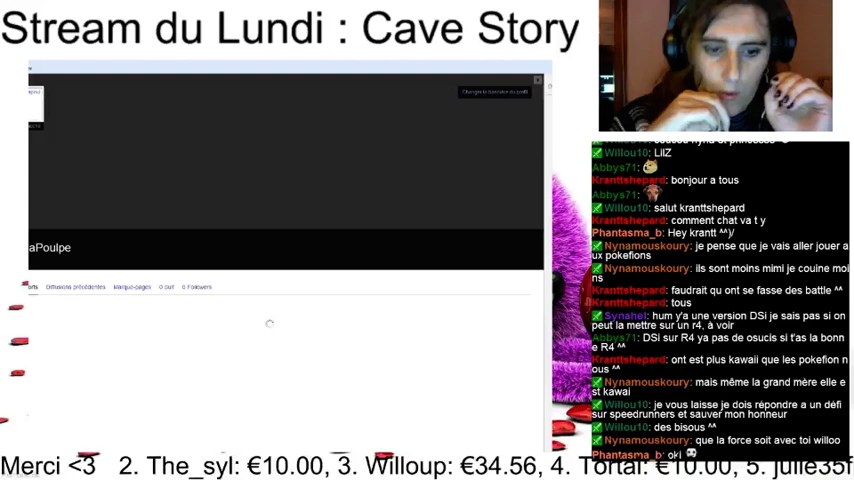 Stream du Lundi : Cave Story
Changer la bannière du profil
aPoulpe
Diffusions précédentes Marque-pages 0 suit 0 Followers
Willou10: LilZ
Abbys71:
Kranttshepard: bonjour a tous
Abbys71:
Willou10: salut kranttshepard
Kranttshepard: comment chat va t y
Phantasma_b: Hey krantt ^^)/
Nynamouskoury: je pense que je vais aller jouer a
ux pokefions
Nynamouskoury: ils sont moins mimi je couine moi
ns
Kranttshepard: faudrait qu ont se fasse des battle ^^
Kranttshepard: tous
Synahel: hum y'a une version DSi je sais pas si on
peut la mettre sur un r4, à voir
Abbys71: DSi sur R4 ya pas de osucis si t'as la bonn
e R4 ^^
Kranttshepard: ont est plus kawaii que les pokefion n
ous ^^
Nynamouskoury: mais même la grand mère elle e
st kawai
Willou10: je vous laisse je dois répondre a un défi
sur speedrunners et sauver mon honneur
Willou10: des bisous ^^
Nynamouskoury: que la force soit avec toi willoo
Phantasma_b: oki
Merci <3 2. The_syl: €10.00, 3. Willoup: €34.56, 4. Tortal: €10.00, 5. julie35f